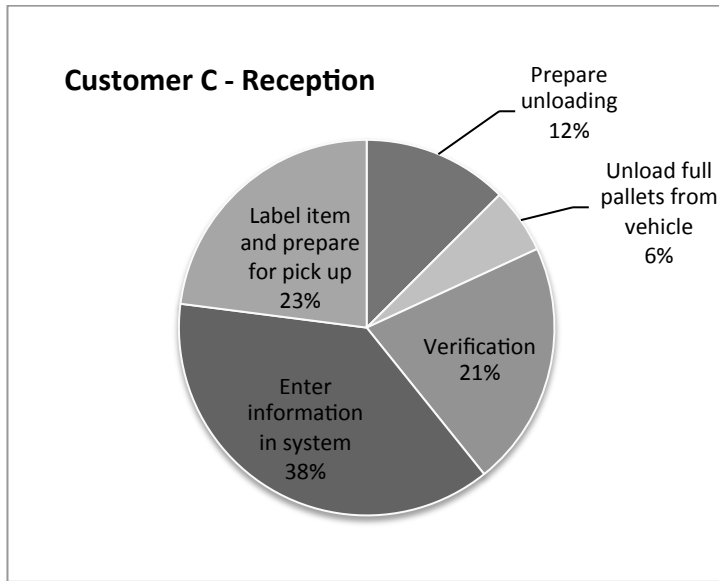 Customer C - Reception
Prepare
unloading
12%
Unload full
pallets from
vehicle
6%
Verification
21%
Enter
information
in system
38%
Label item
and prepare
for pick up
23%